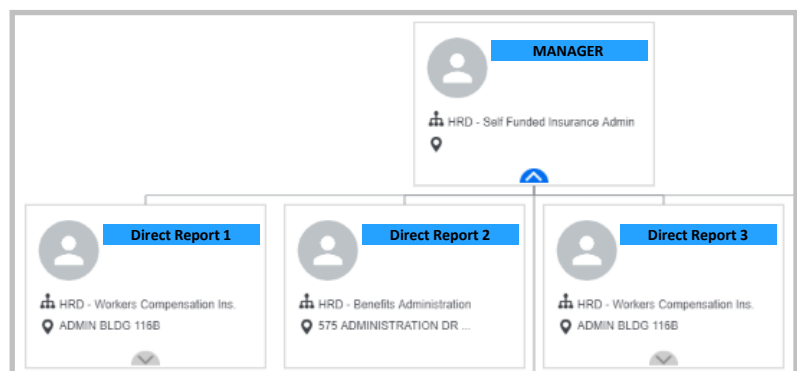 MANAGER
HRD - Self Funded Insurance Admin
Direct Report 1
HRD - Workers Compensation Ins.
ADMIN BLDG 116B
Direct Report 2
HRD - Benefits Administration
575 ADMINISTRATION DR ...
Direct Report 3
HRD - Workers Compensation Ins.
ADMIN BLDG 116B